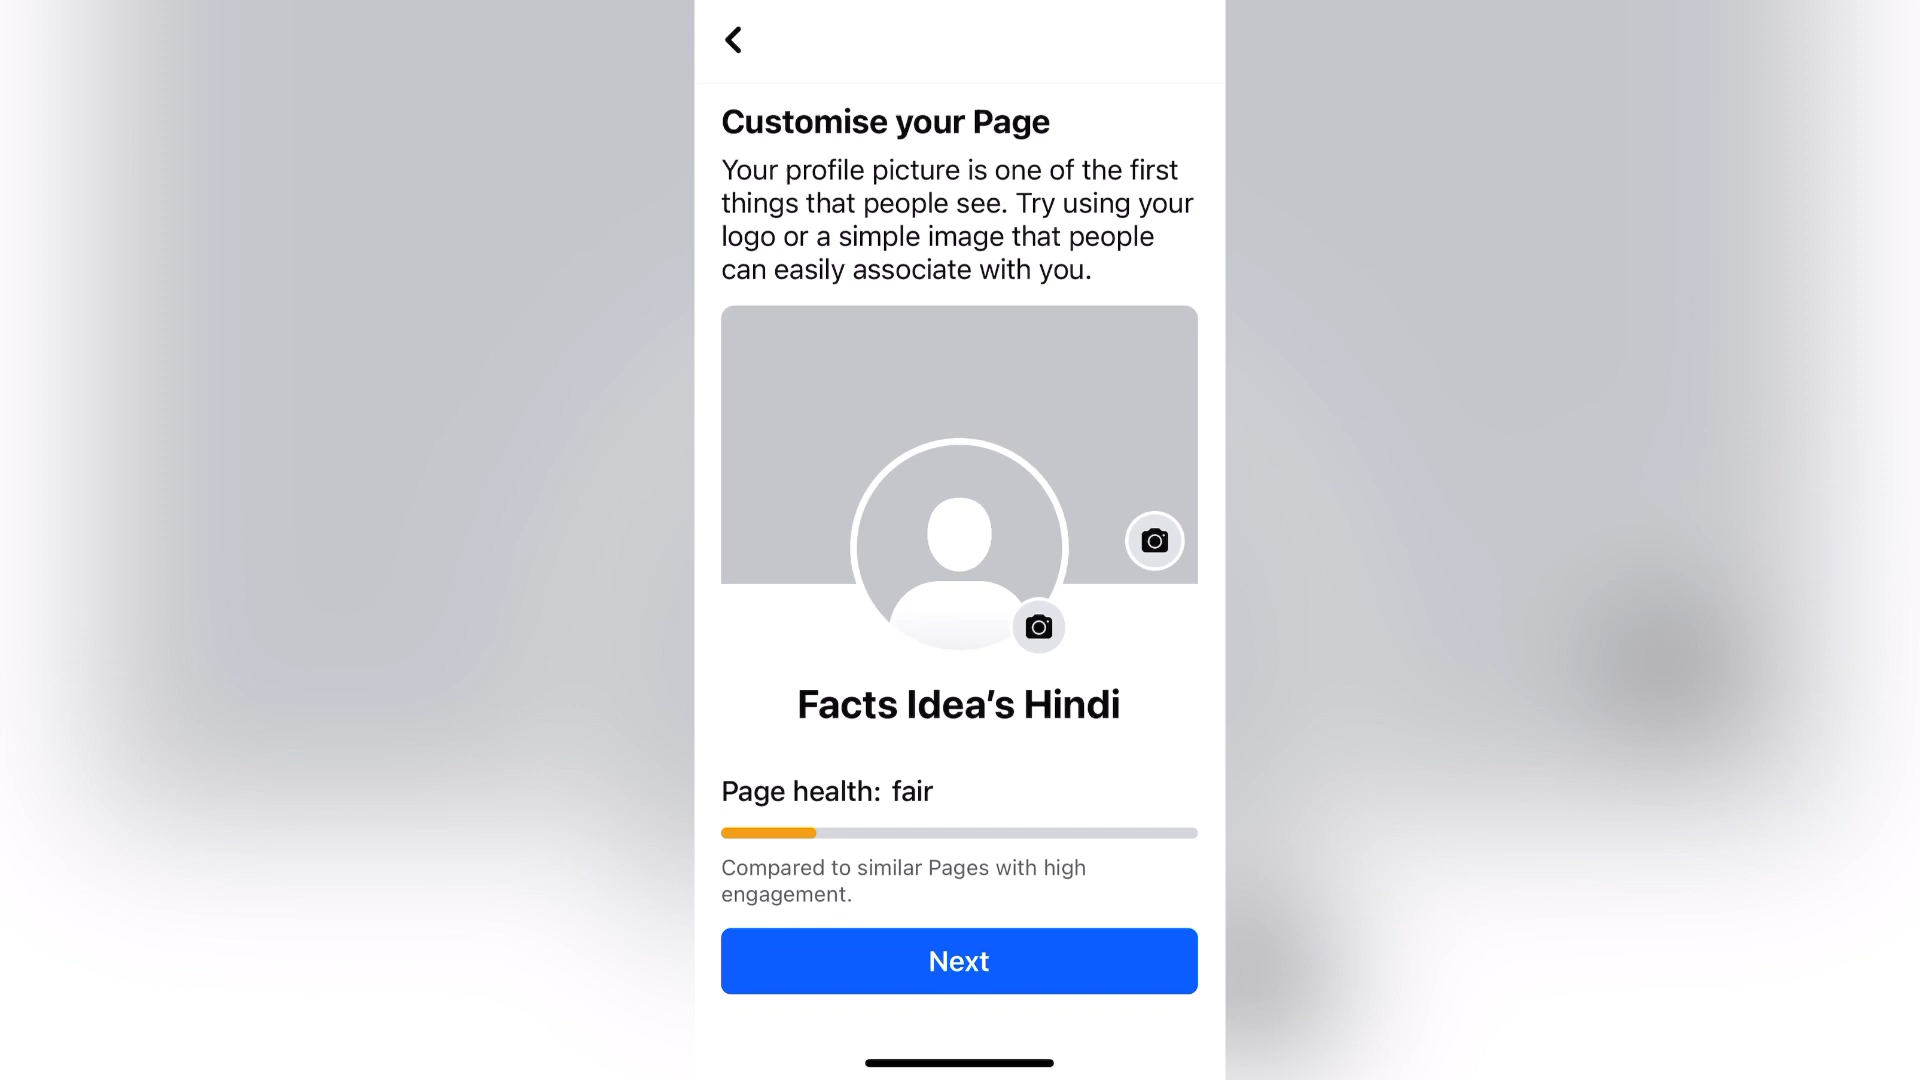 Customise your Page
Your profile picture is one of the first
things that people see. Try using your
logo or a simple image that people
can easily associate with you.
Facts Idea’s Hindi
Page health: fair
Compared to similar Pages with high
engagement.
Next